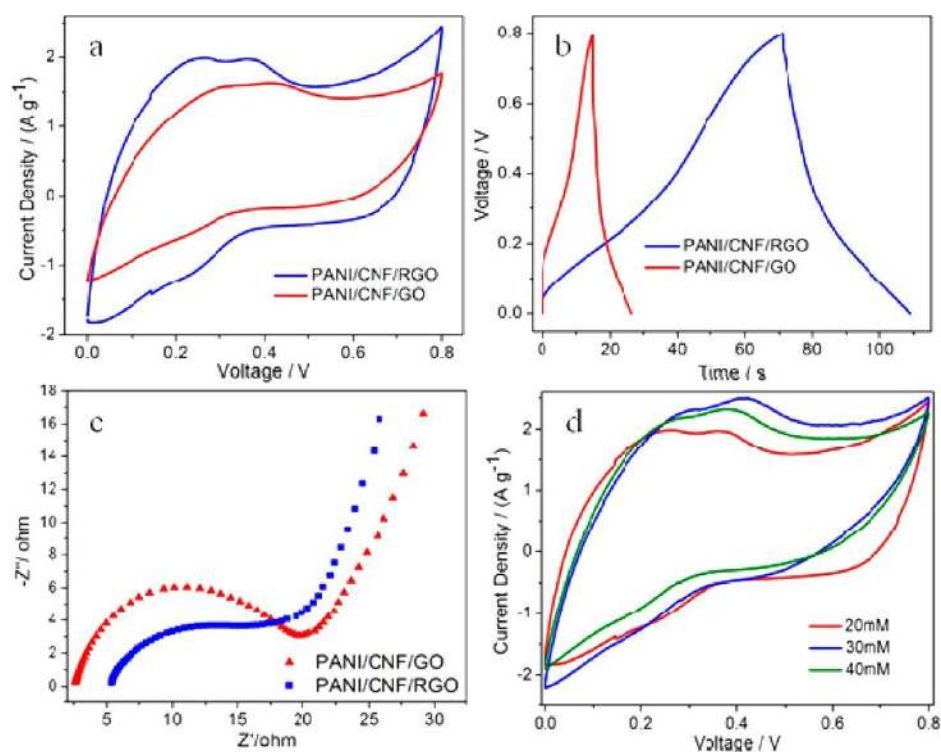 a
2
1
0
-1
-2
Current Density / (A g⁻¹)
0.0 0.2 0.4 0.6 0.8
Voltage / V
PANI/CNF/RGO
PANI/CNF/GO
b
0.8
0.6
0.4
0.2
0.0
Voltage / V
0 20 40 60 80 100
Time / s
PANI/CNF/RGO
PANI/CNF/GO
c
18
16
14
12
10
8
6
4
2
0
-Z''/ ohm
5 10 15 20 25 30
Z'/ohm
PANI/CNF/GO
PANI/CNF/RGO
d
2
1
0
-1
-2
Current Density / (A g⁻¹)
0.0 0.2 0.4 0.6 0.8
Voltage / V
20mM
30mM
40mM